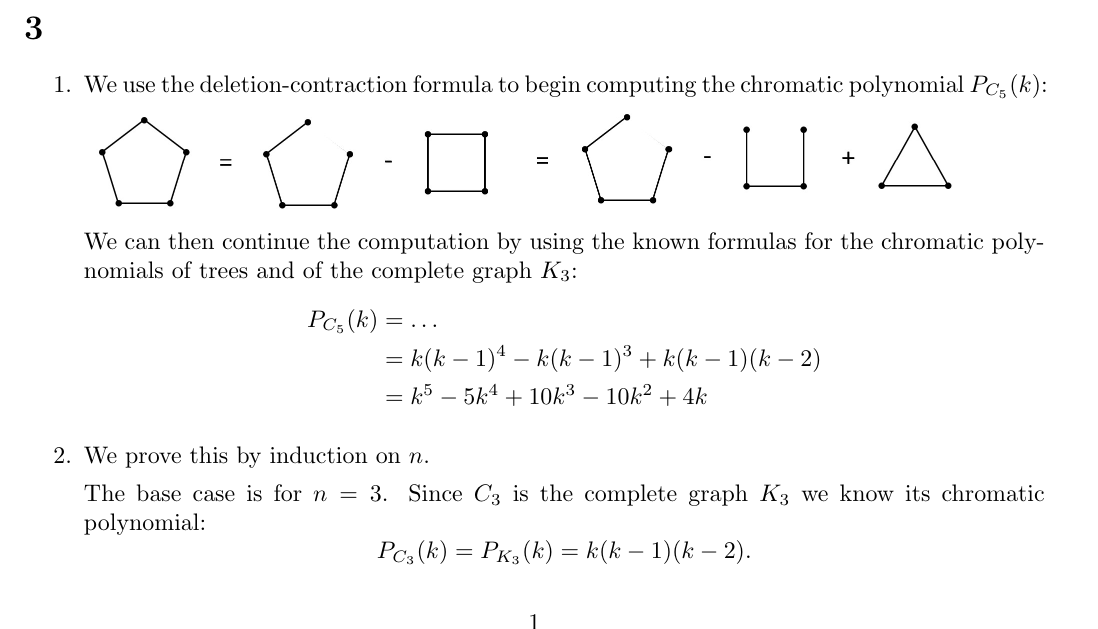 3
1. We use the deletion-contraction formula to begin computing the chromatic polynomial P_{C_5}(k):
= - = - +
We can then continue the computation by using the known formulas for the chromatic poly-
nomials of trees and of the complete graph K_3:
P_{C_5}(k) = . . .
= k(k − 1)^4 − k(k − 1)^3 + k(k − 1)(k − 2)
= k^5 − 5k^4 + 10k^3 − 10k^2 + 4k
2. We prove this by induction on n.
The base case is for n = 3. Since C_3 is the complete graph K_3 we know its chromatic
polynomial:
P_{C_3}(k) = P_{K_3}(k) = k(k − 1)(k − 2).
1